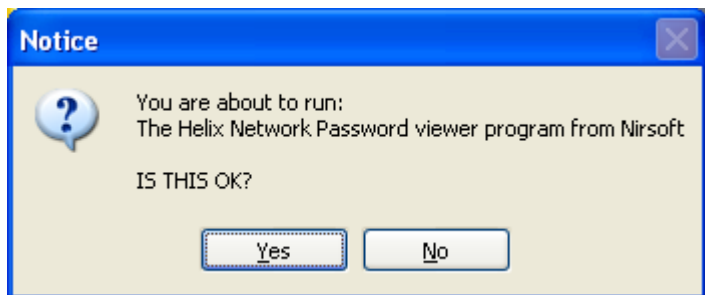 Notice
?
You are about to run:
The Helix Network Password viewer program from Nirsoft
IS THIS OK?
Yes
No